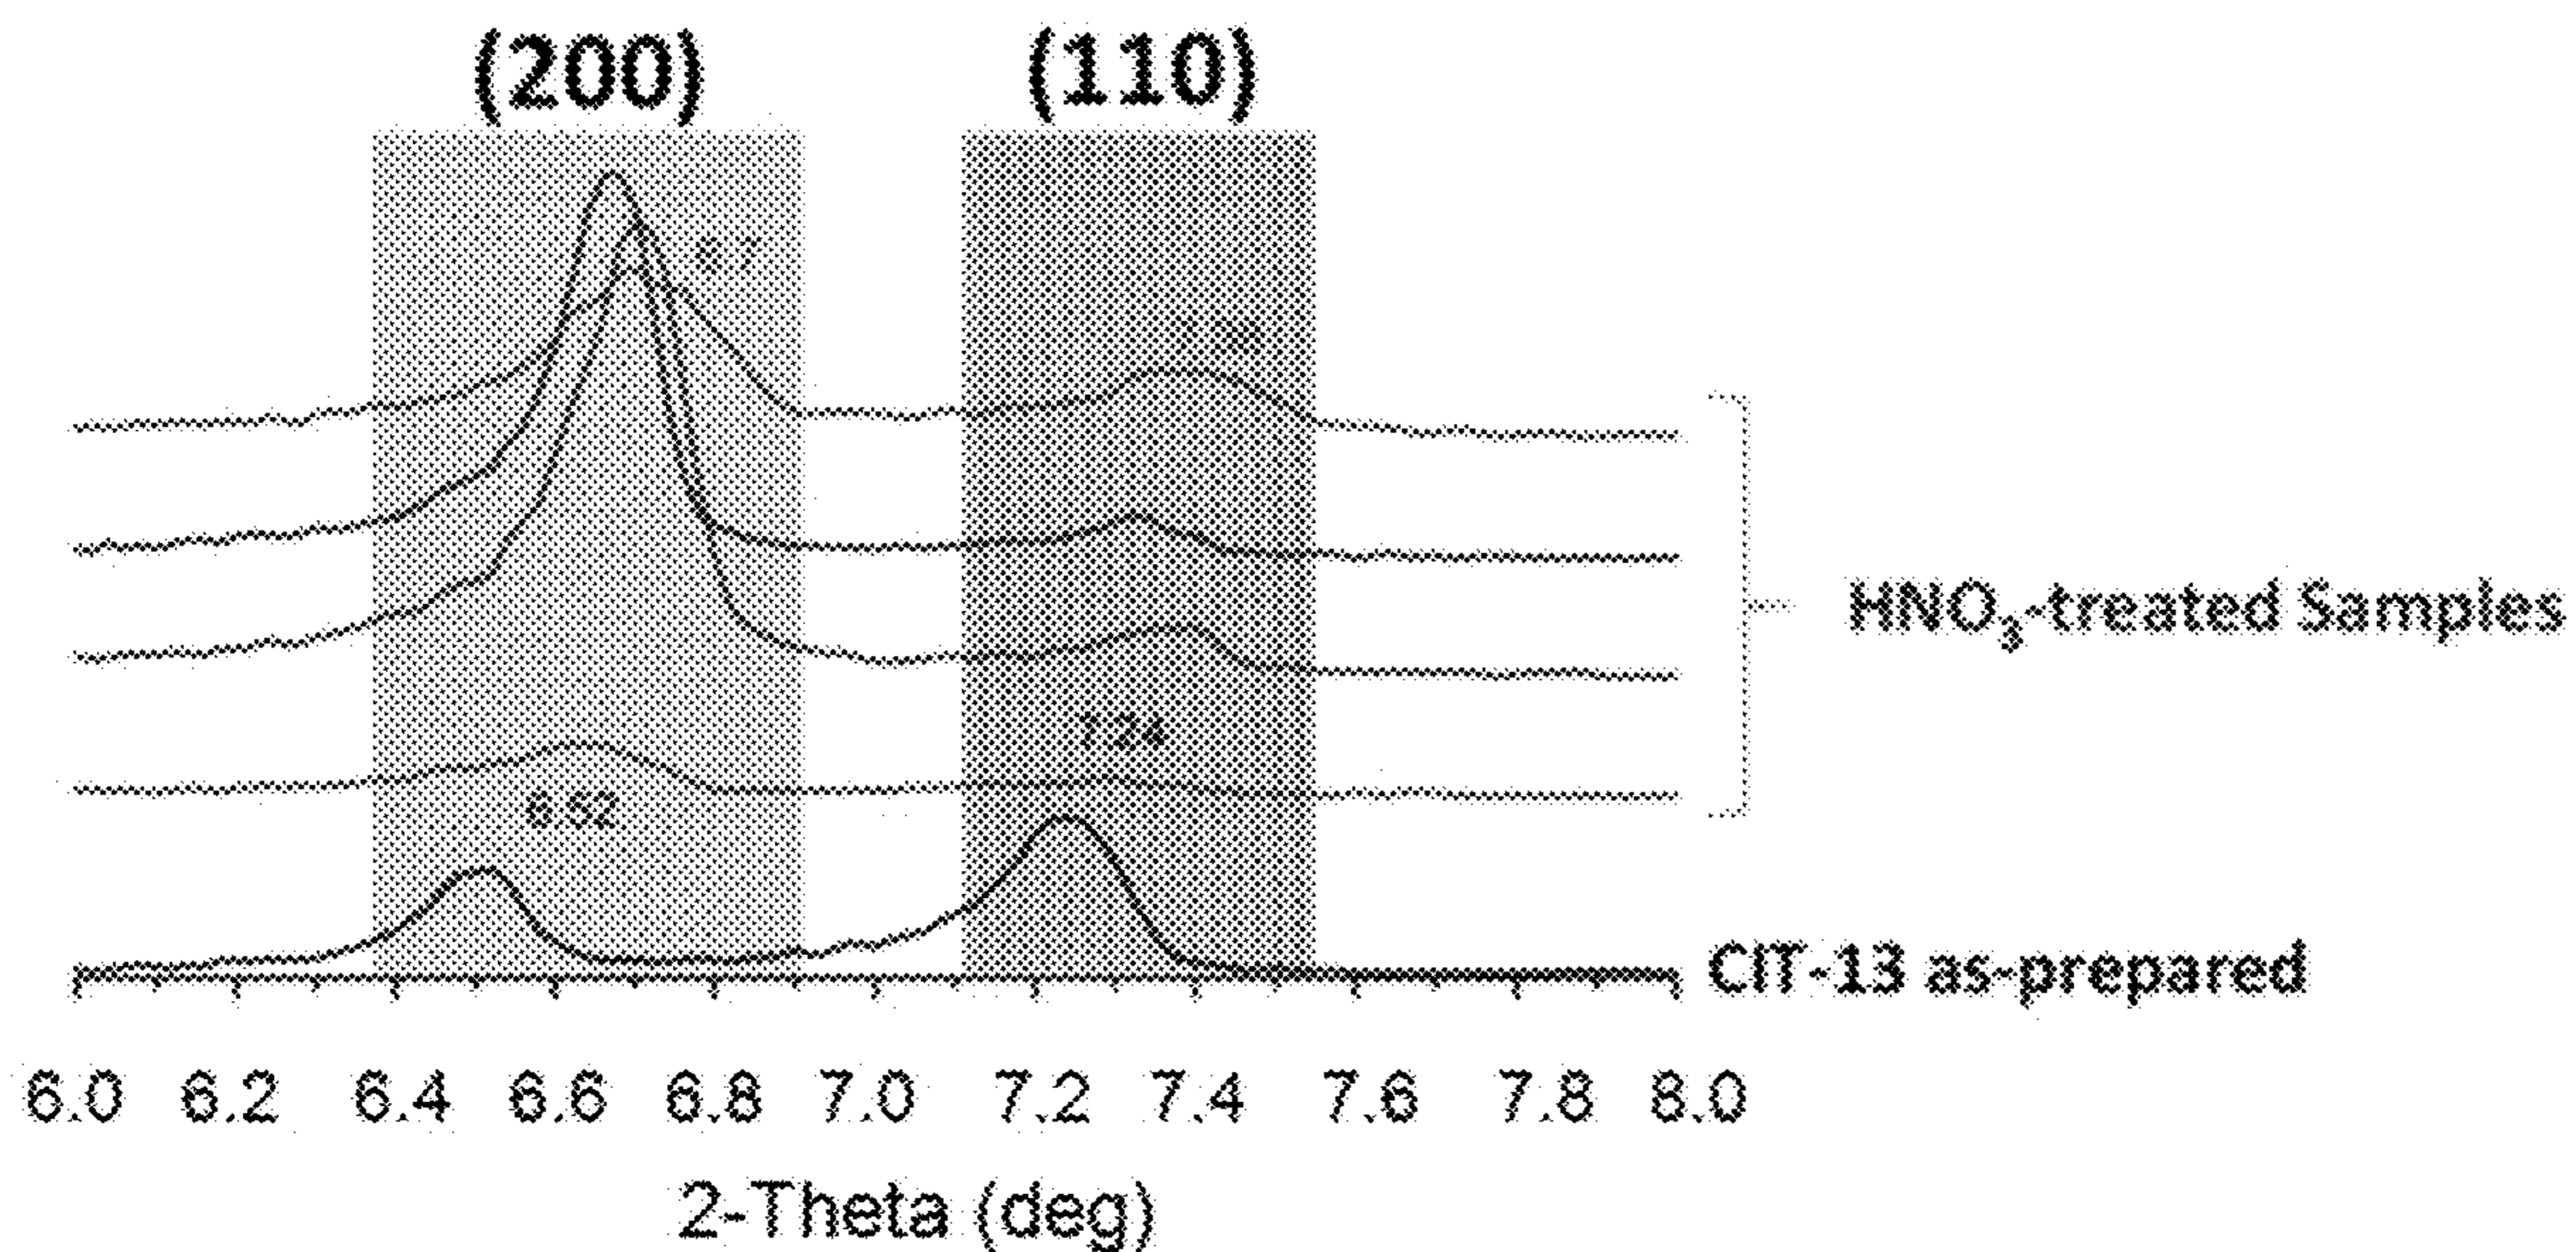 (200) (110)
6.7
7.24
6.52
HNO₃-treated Samples
CIT-13 as-prepared
6.0 6.2 6.4 6.6 6.8 7.0 7.2 7.4 7.6 7.8 8.0
2-Theta (deg)